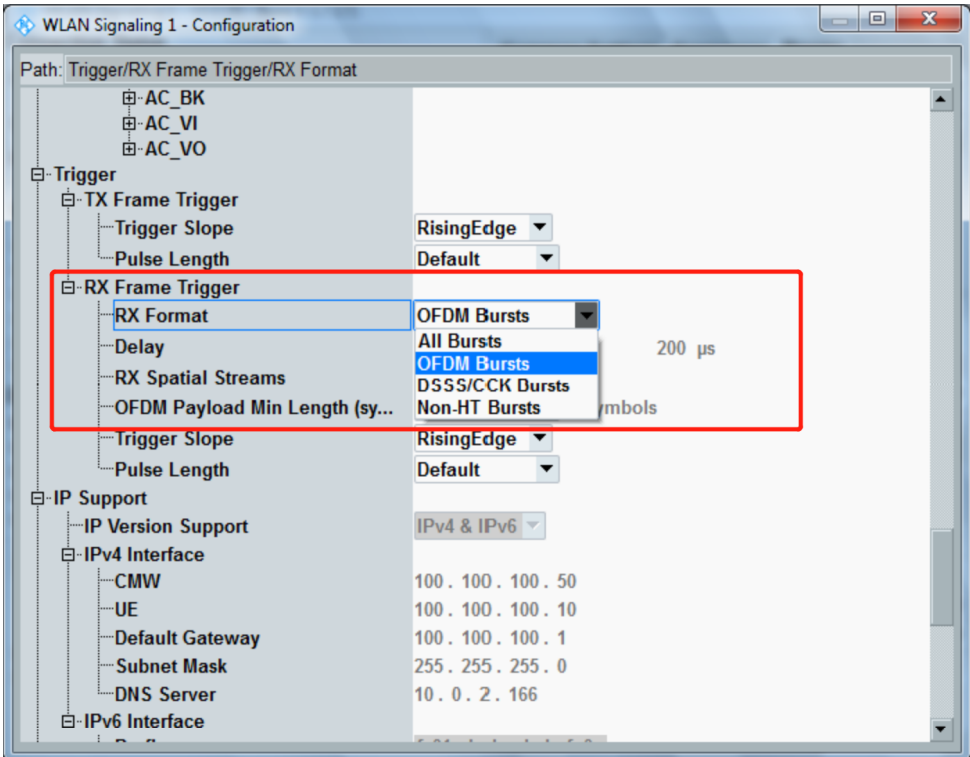 WLAN Signaling 1 - Configuration
Path: Trigger/RX Frame Trigger/RX Format
AC_BK
AC_VI
AC_VO
Trigger
TX Frame Trigger
Trigger Slope RisingEdge
Pulse Length Default
RX Frame Trigger
RX Format OFDM Bursts
All Bursts
Delay 200 µs
OFDM Bursts
RX Spatial Streams DSSS/CCK Bursts
OFDM Payload Min Length (sy... Non-HT Bursts ymbols
Trigger Slope RisingEdge
Pulse Length Default
IP Support
IP Version Support IPv4 & IPv6
IPv4 Interface
CMW 100 . 100 . 100 . 50
UE 100 . 100 . 100 . 10
Default Gateway 100 . 100 . 100 . 1
Subnet Mask 255 . 255 . 255 . 0
DNS Server 10 . 0 . 2 . 166
IPv6 Interface